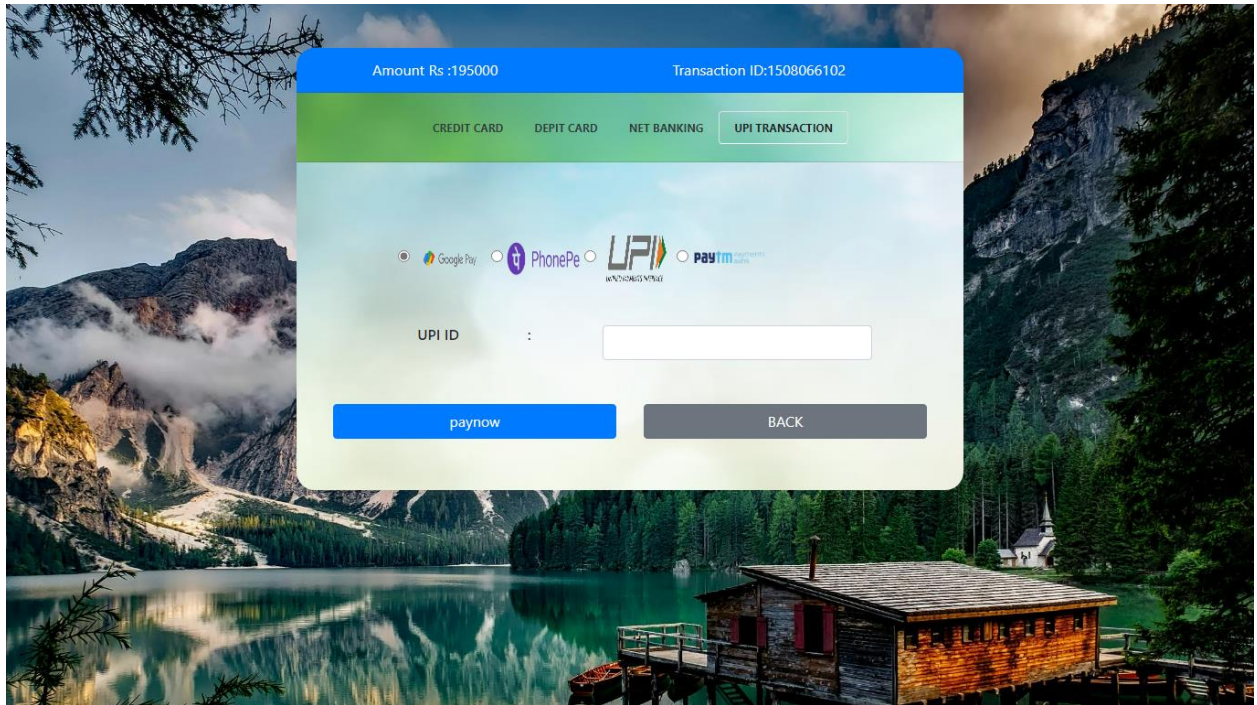 Amount Rs :195000 Transaction ID:1508066102
CREDIT CARD DEPIT CARD NET BANKING UPI TRANSACTION
Google Pay PhonePe UPI paytm
UPI ID :
paynow BACK